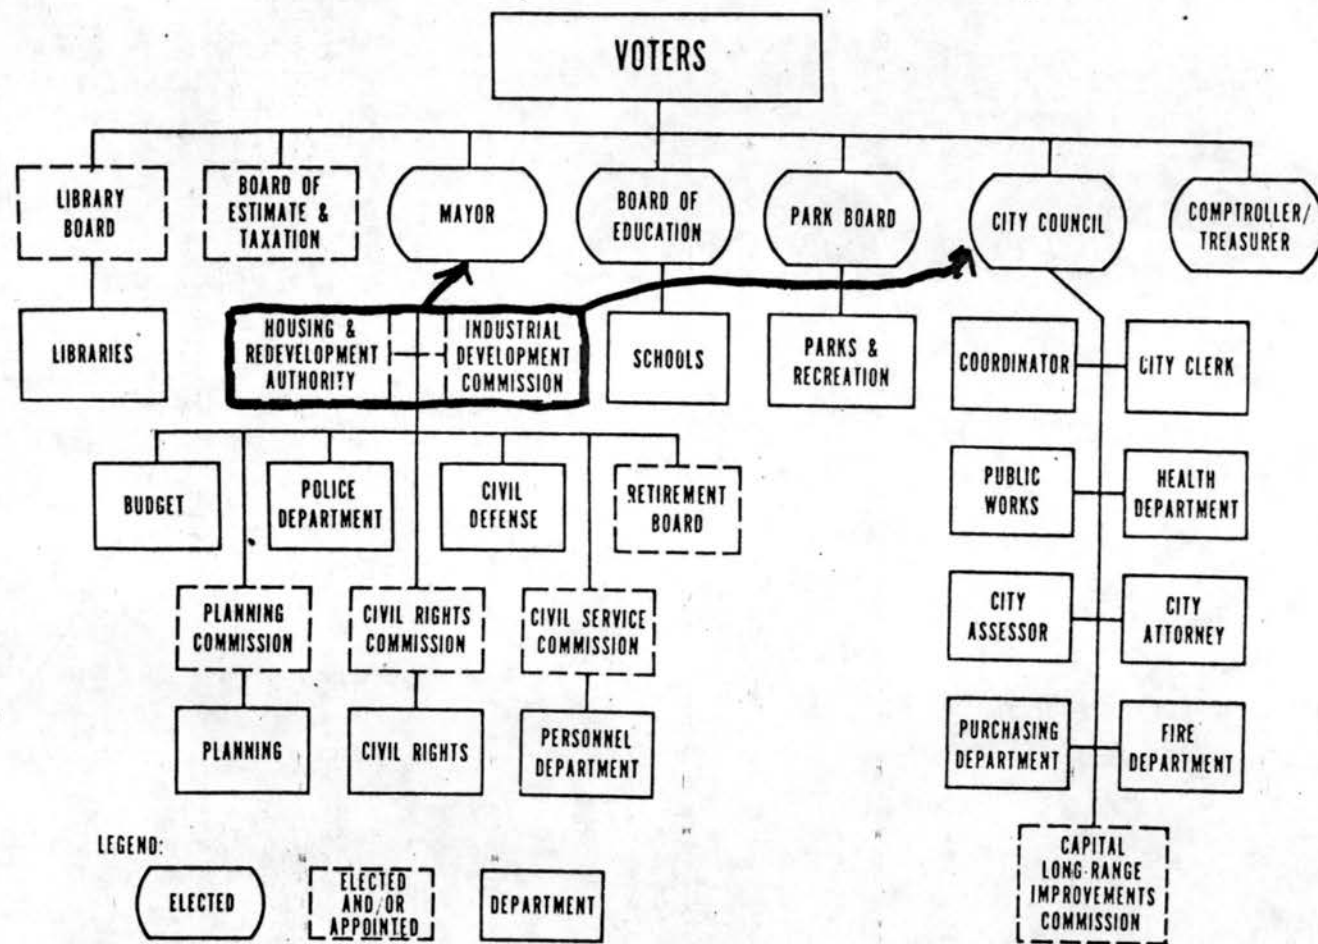 VOTERS
LIBRARY
BOARD
BOARD OF
ESTIMATE &
TAXATION
MAYOR
BOARD OF
EDUCATION
PARK BOARD
CITY COUNCIL
COMPTROLLER/
TREASURER
LIBRARIES
HOUSING &
REDEVELOPMENT
AUTHORITY
INDUSTRIAL
DEVELOPMENT
COMMISSION
SCHOOLS
PARKS &
RECREATION
COORDINATOR
CITY CLERK
BUDGET
POLICE
DEPARTMENT
CIVIL
DEFENSE
RETIREMENT
BOARD
PUBLIC
WORKS
HEALTH
DEPARTMENT
PLANNING
COMMISSION
CIVIL RIGHTS
COMMISSION
CIVIL SERVICE
COMMISSION
CITY
ASSESSOR
CITY
ATTORNEY
PLANNING
CIVIL RIGHTS
PERSONNEL
DEPARTMENT
PURCHASING
DEPARTMENT
FIRE
DEPARTMENT
CAPITAL
LONG-RANGE
IMPROVEMENTS
COMMISSION
LEGEND:
ELECTED
ELECTED
AND/OR
APPOINTED
DEPARTMENT